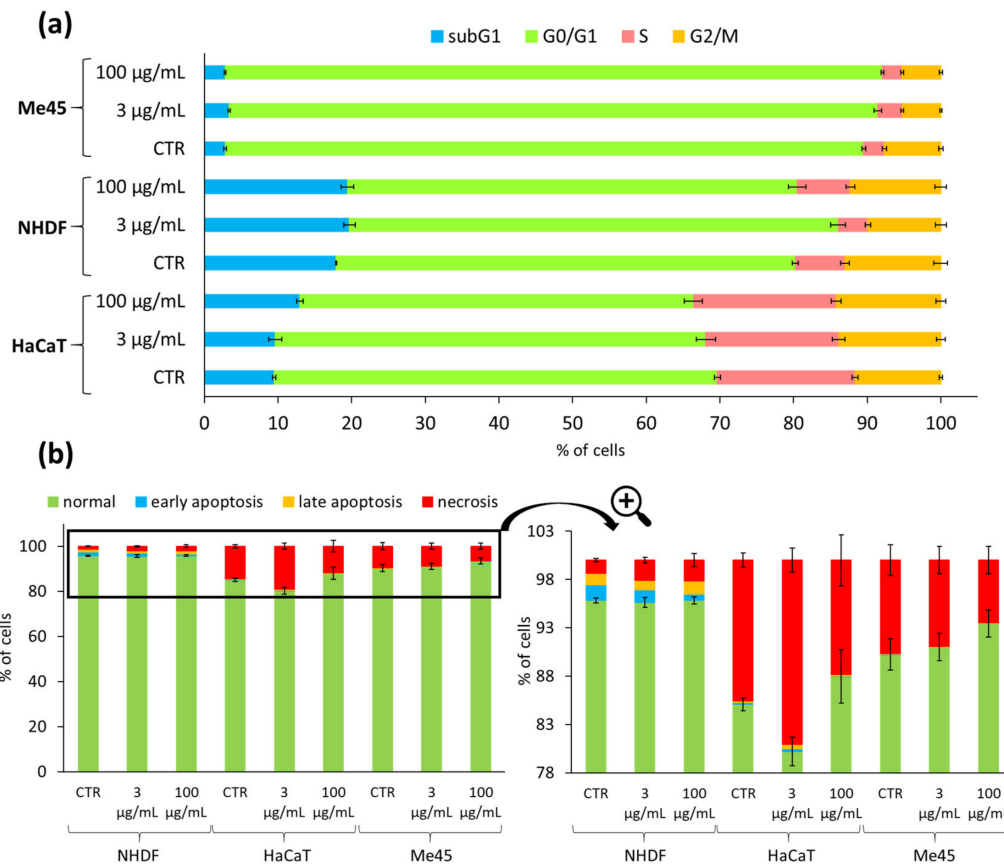 (a)
subG1 G0/G1 S G2/M
Me45
100 µg/mL
3 µg/mL
CTR
NHDF
100 µg/mL
3 µg/mL
CTR
HaCaT
100 µg/mL
3 µg/mL
CTR
0 10 20 30 40 50 60 70 80 90 100
% of cells
(b)
normal early apoptosis late apoptosis necrosis
% of cells
100
80
60
40
20
0
CTR 3 µg/mL 100 µg/mL CTR 3 µg/mL 100 µg/mL CTR 3 µg/mL 100 µg/mL
NHDF HaCaT Me45
% of cells
103
98
93
88
83
78
CTR 3 µg/mL 100 µg/mL CTR 3 µg/mL 100 µg/mL CTR 3 µg/mL 100 µg/m
NHDF HaCaT Me45